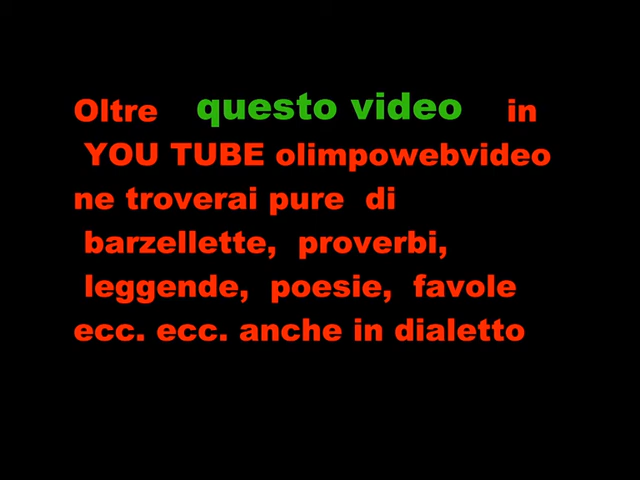 Oltre questo video in
YOU TUBE olimpowebvideo
ne troverai pure di
barzellette, proverbi,
leggende, poesie, favole
ecc. ecc. anche in dialetto